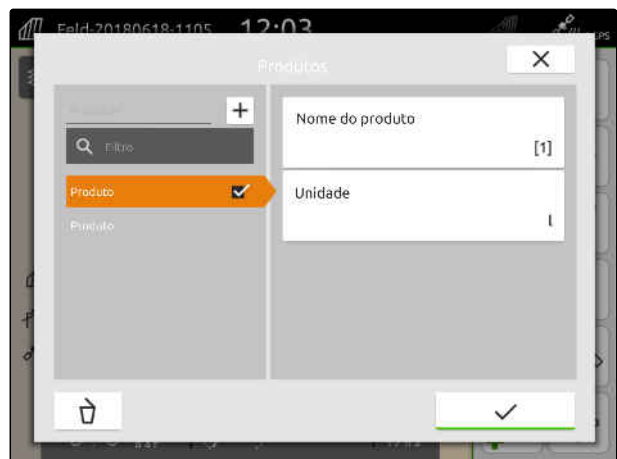 Feld-20180618-1105 12:03
Produtos
Filtro
Nome do produto
[1]
Produto
Unidade
l
Produto